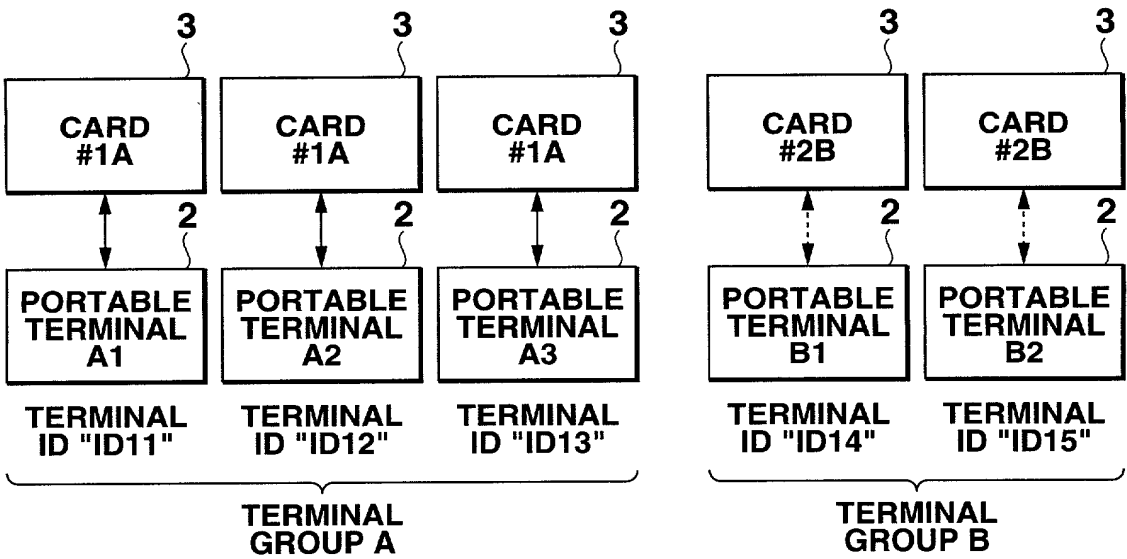 3 3 3 3 3
CARD #1A
CARD #1A
CARD #1A
CARD #2B
CARD #2B
2 2 2 2 2
PORTABLE TERMINAL A1
PORTABLE TERMINAL A2
PORTABLE TERMINAL A3
PORTABLE TERMINAL B1
PORTABLE TERMINAL B2
TERMINAL ID "ID11"
TERMINAL ID "ID12"
TERMINAL ID "ID13"
TERMINAL ID "ID14"
TERMINAL ID "ID15"
TERMINAL GROUP A
TERMINAL GROUP B